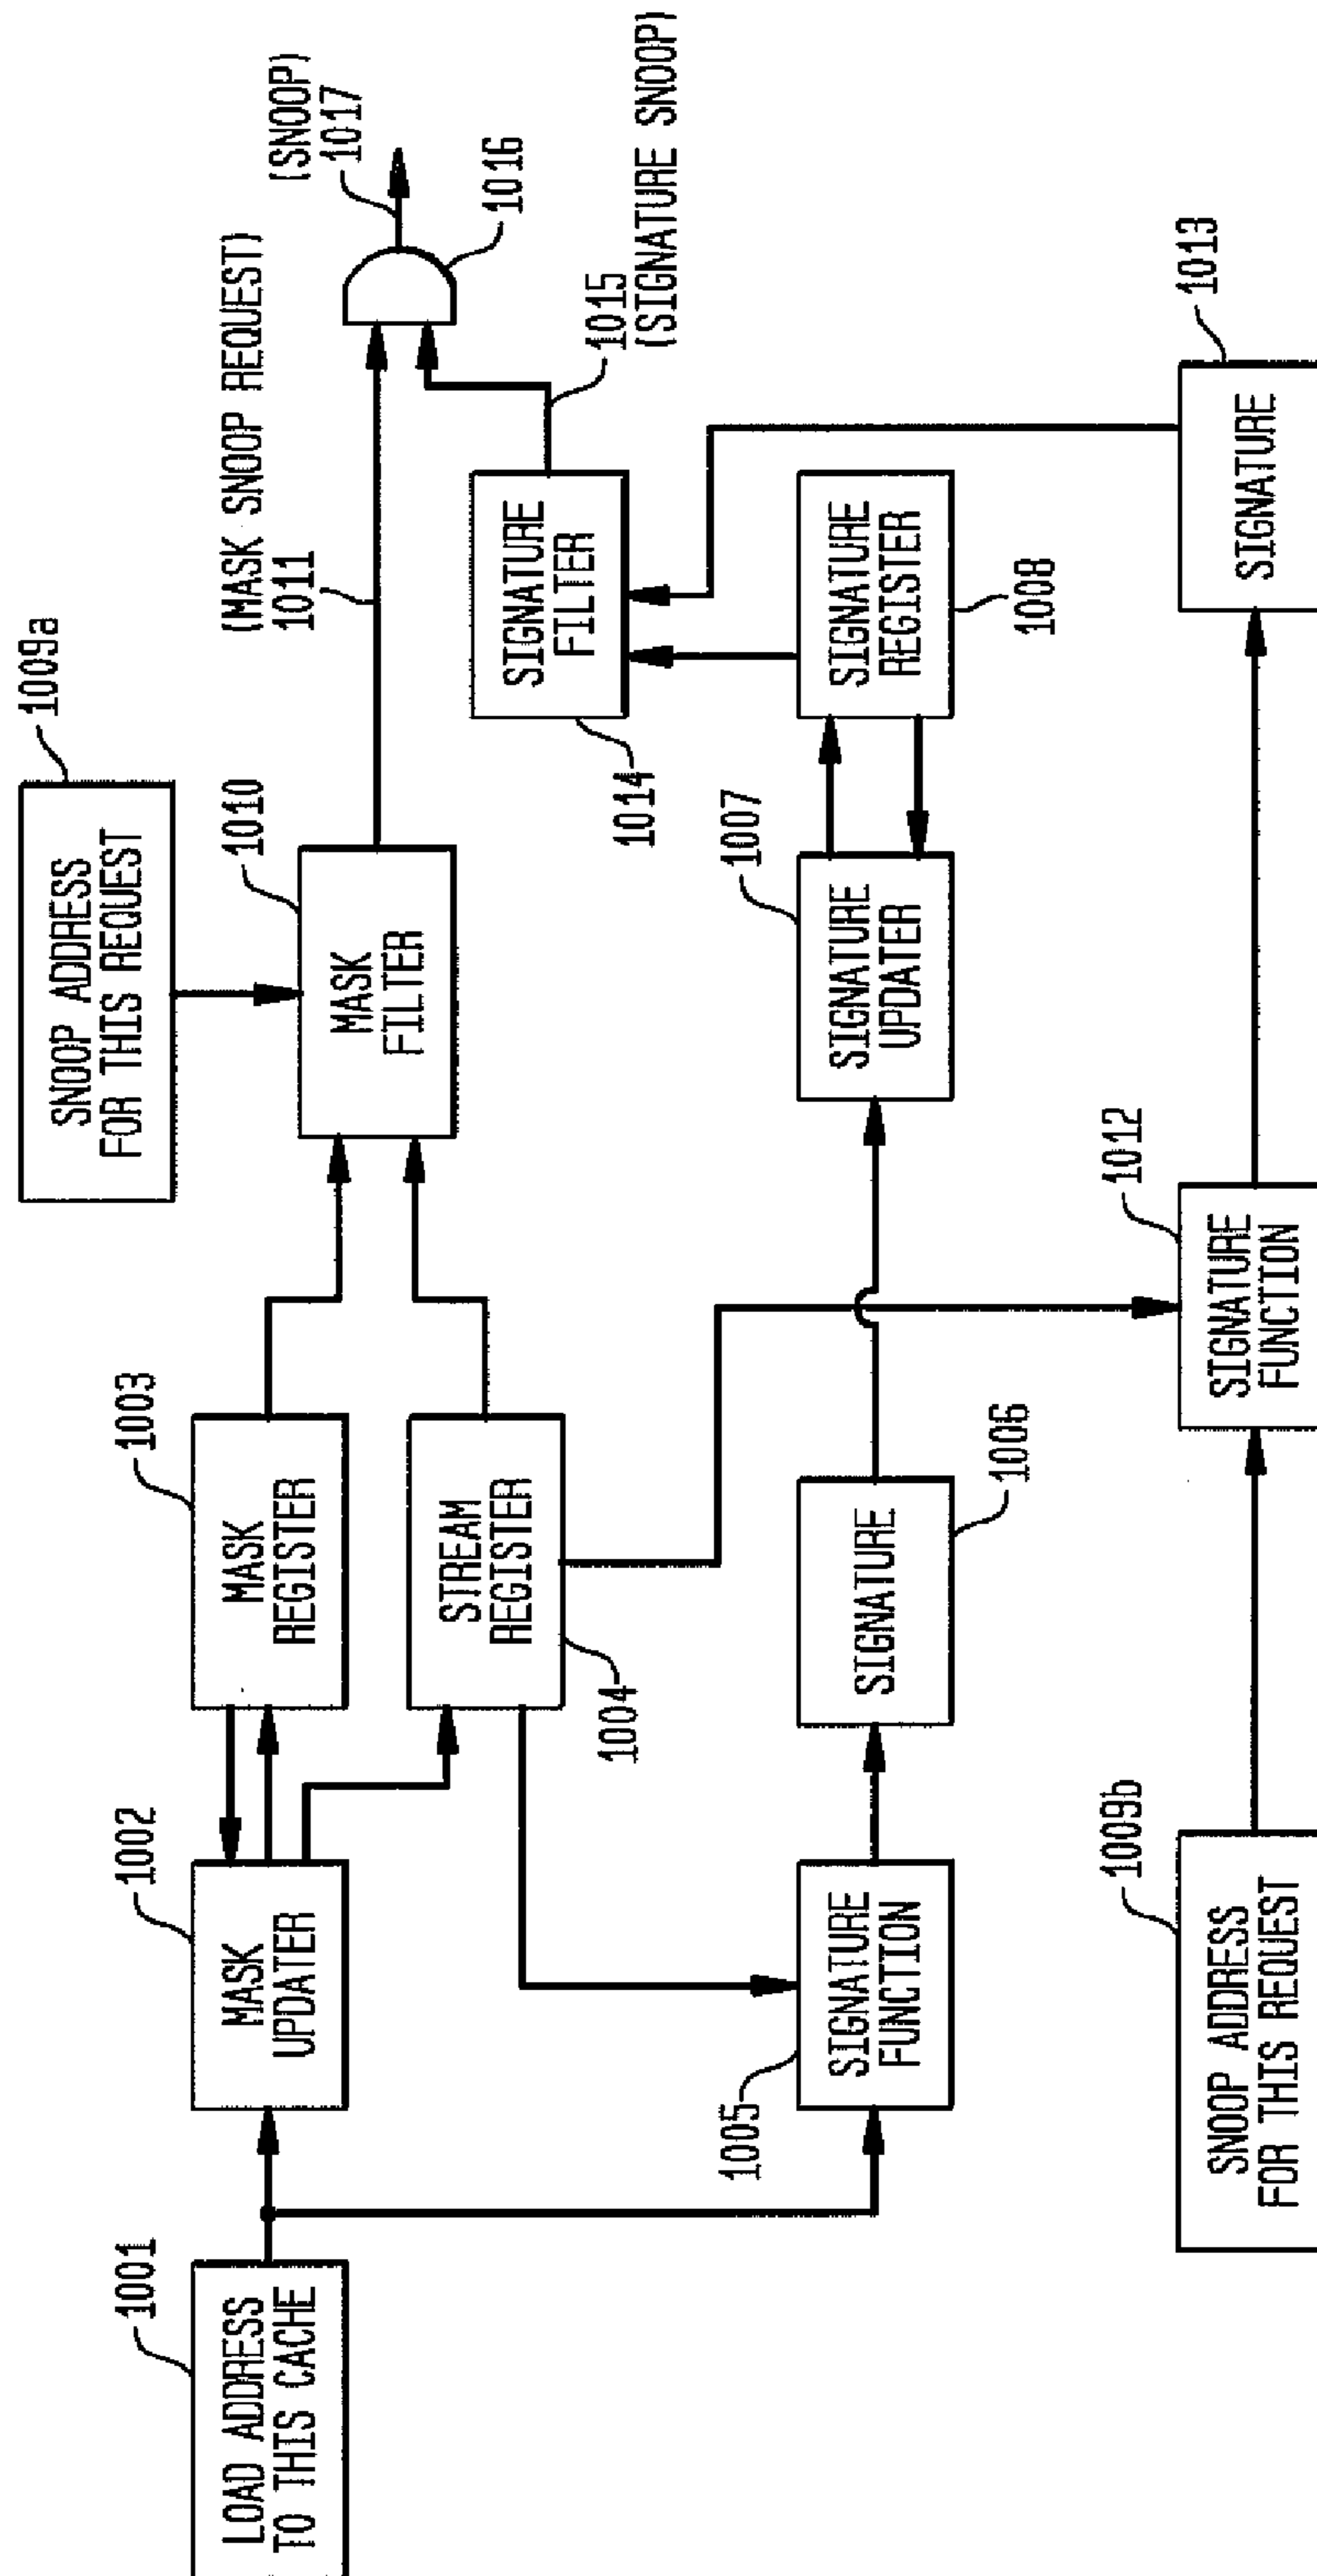 1001
LOAD ADDRESS
TO THIS CACHE
1002
MASK
UPDATER
1003
MASK
REGISTER
STREAM
REGISTER
1004
1005
SIGNATURE
FUNCTION
SIGNATURE
1006
1009a
SNOOP ADDRESS
FOR THIS REQUEST
1010
MASK
FILTER
(MASK SNOOP REQUEST)
1011
(SNOOP)
1017
1016
1015
(SIGNATURE SNOOP)
SIGNATURE
FILTER
1014
1007
SIGNATURE
UPDATER
SIGNATURE
REGISTER
1008
1009b
SNOOP ADDRESS
FOR THIS REQUEST
1012
SIGNATURE
FUNCTION
1013
SIGNATURE